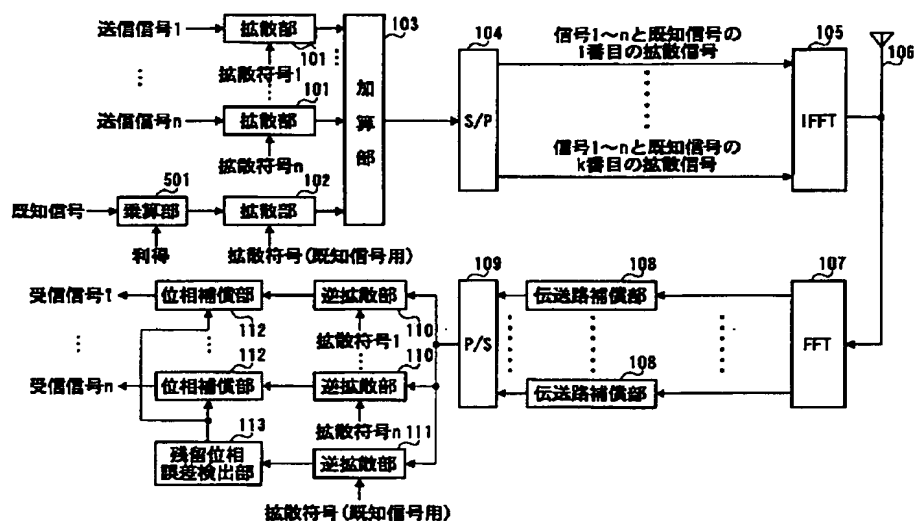 送信信号1
拡散部
101
拡散符号1
101
送信信号n
拡散部
拡散符号n
501
102
既知信号
乗算部
拡散部
利得
拡散符号(既知信号用)
103
加算部
104
S/P
信号1～nと既知信号の
1番目の拡散信号
信号1～nと既知信号の
k番目の拡散信号
105
IFFT
106
受信信号1
位相補償部
112
逆拡散部
110
拡散符号1
112
110
受信信号n
位相補償部
逆拡散部
拡散符号n
113
残留位相
誤差検出部
111
逆拡散部
拡散符号(既知信号用)
109
P/S
108
伝送路補償部
108
伝送路補償部
107
FFT